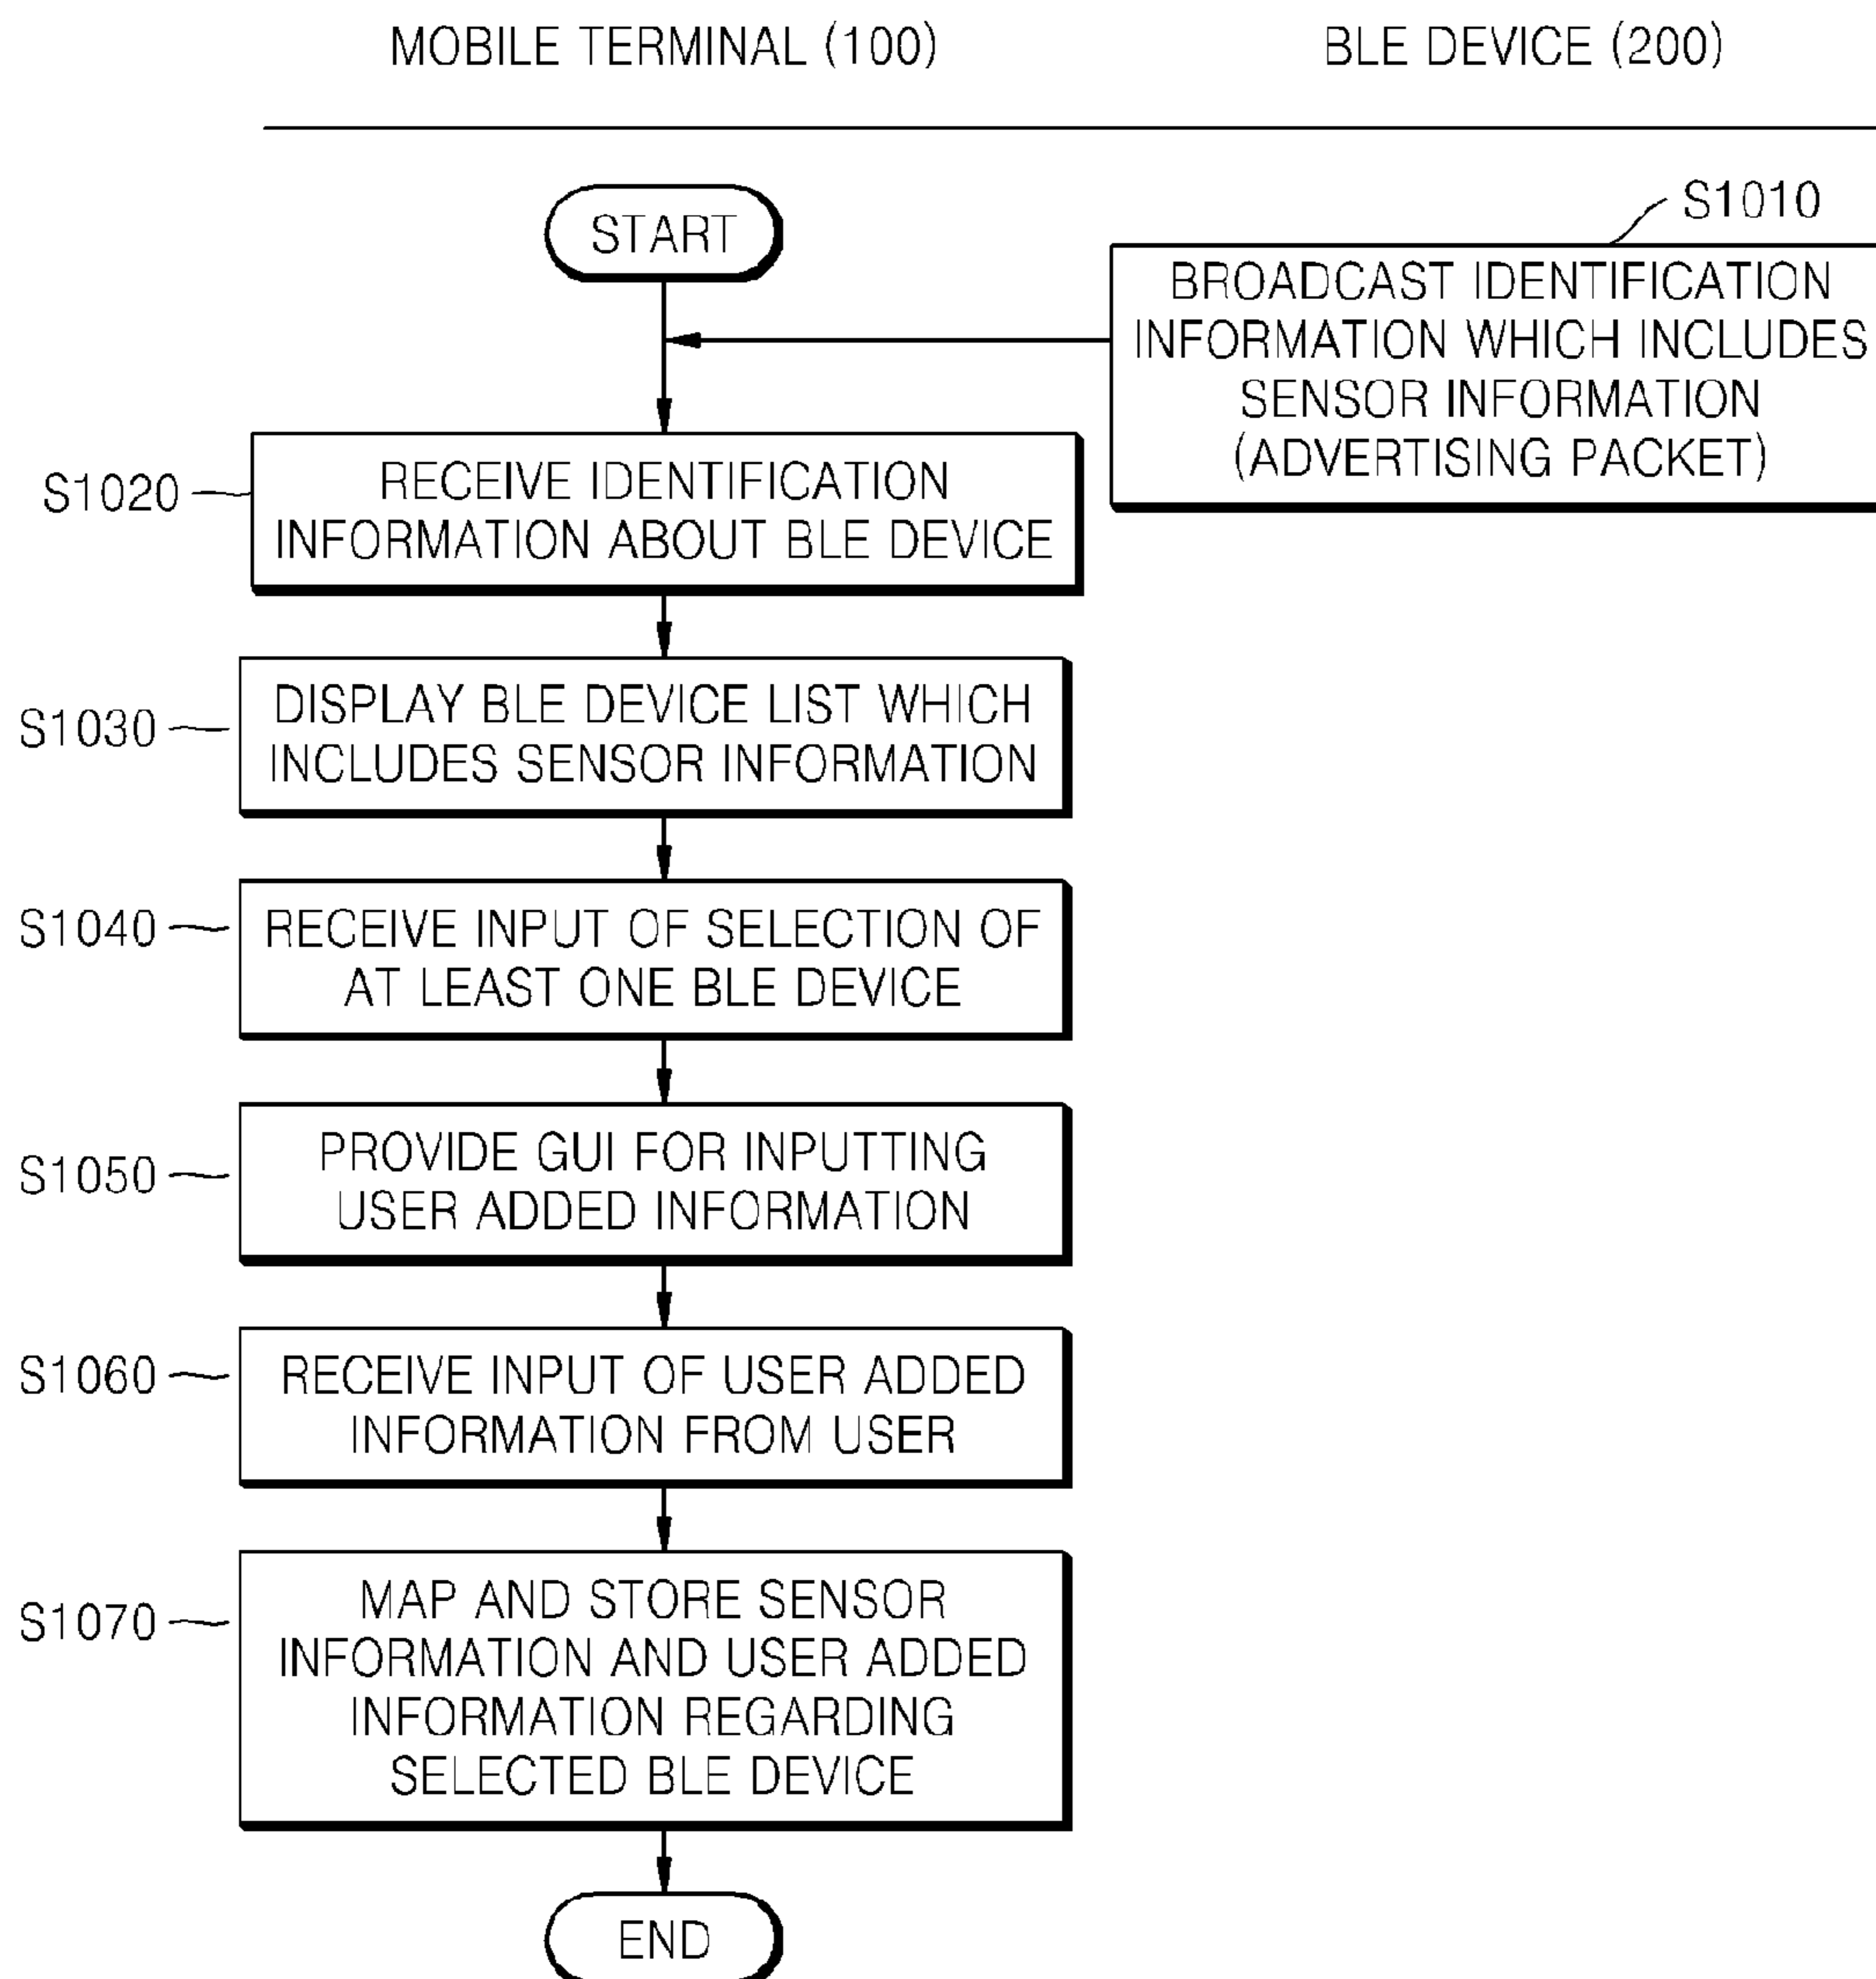 MOBILE TERMINAL (100)
BLE DEVICE (200)
START
S1010
BROADCAST IDENTIFICATION
INFORMATION WHICH INCLUDES
SENSOR INFORMATION
(ADVERTISING PACKET)
S1020
RECEIVE IDENTIFICATION
INFORMATION ABOUT BLE DEVICE
S1030
DISPLAY BLE DEVICE LIST WHICH
INCLUDES SENSOR INFORMATION
S1040
RECEIVE INPUT OF SELECTION OF
AT LEAST ONE BLE DEVICE
S1050
PROVIDE GUI FOR INPUTTING
USER ADDED INFORMATION
S1060
RECEIVE INPUT OF USER ADDED
INFORMATION FROM USER
S1070
MAP AND STORE SENSOR
INFORMATION AND USER ADDED
INFORMATION REGARDING
SELECTED BLE DEVICE
END